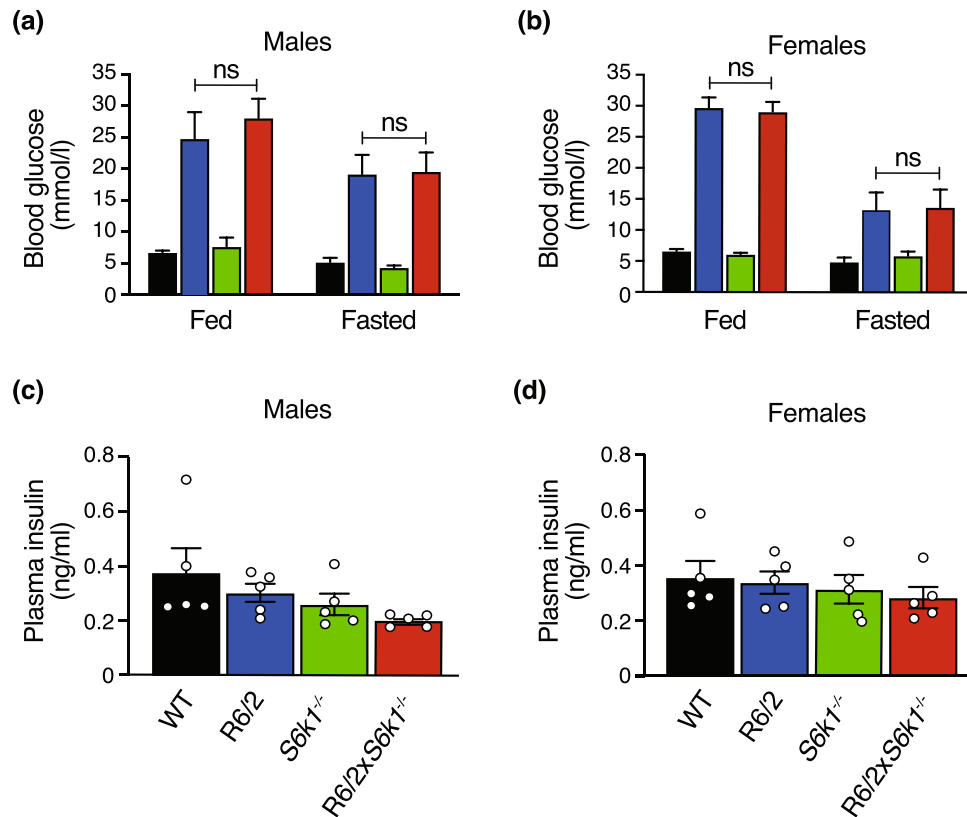 (a)
Males
Blood glucose
(mmol/l)
35
30
25
20
15
10
5
0
ns
ns
Fed
Fasted
(b)
Females
Blood glucose
(mmol/l)
35
30
25
20
15
10
5
0
ns
ns
Fed
Fasted
(c)
Males
Plasma insulin
(ng/ml)
0.8
0.6
0.4
0.2
0
WT
R6/2
S6k1-/-
R6/2xS6k1-/-
(d)
Females
Plasma insulin
(ng/ml)
0.8
0.6
0.4
0.2
0
WT
R6/2
S6k1-/-
R6/2xS6k1-/-